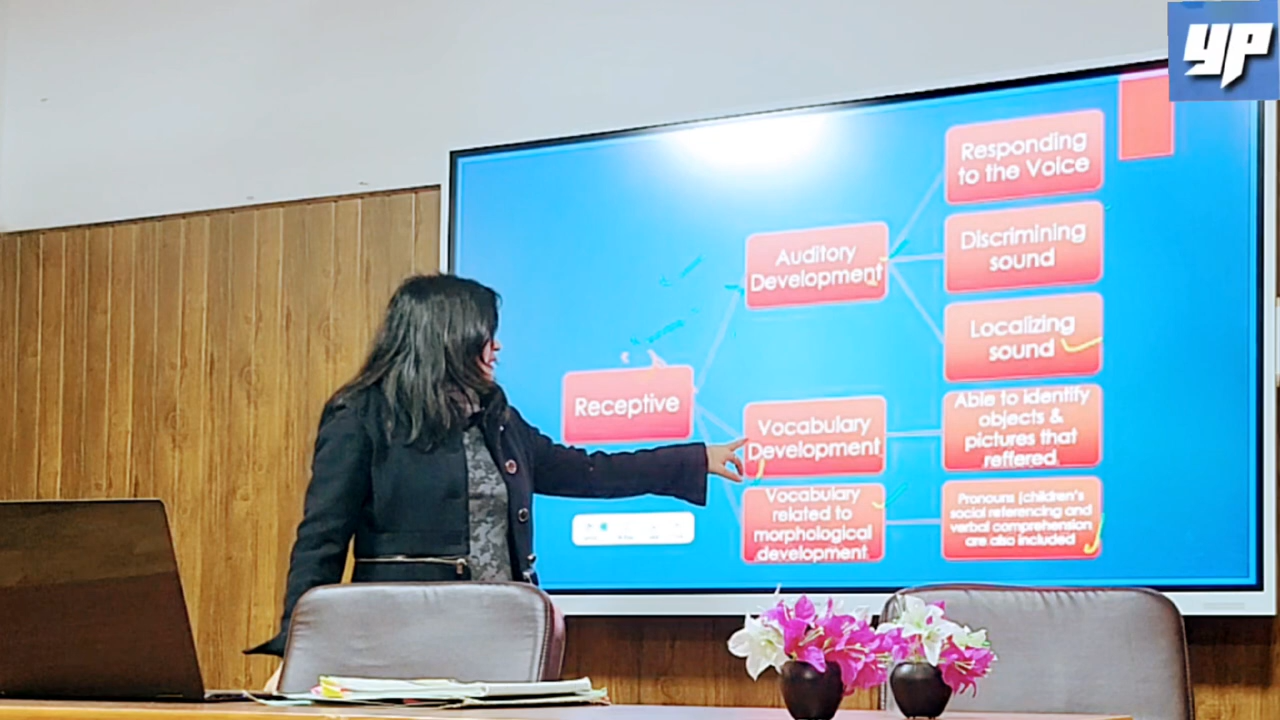 YP
Responding
to the Voice
Auditory
Development
Discrimining
sound
Localizing
sound
Receptive
Vocabulary
Development
Able to identify
objects &
pictures that
reffered
Vocabulary
related to
morphological
development
Pronouns (children's
social referencing and
verbal comprehension
are also included